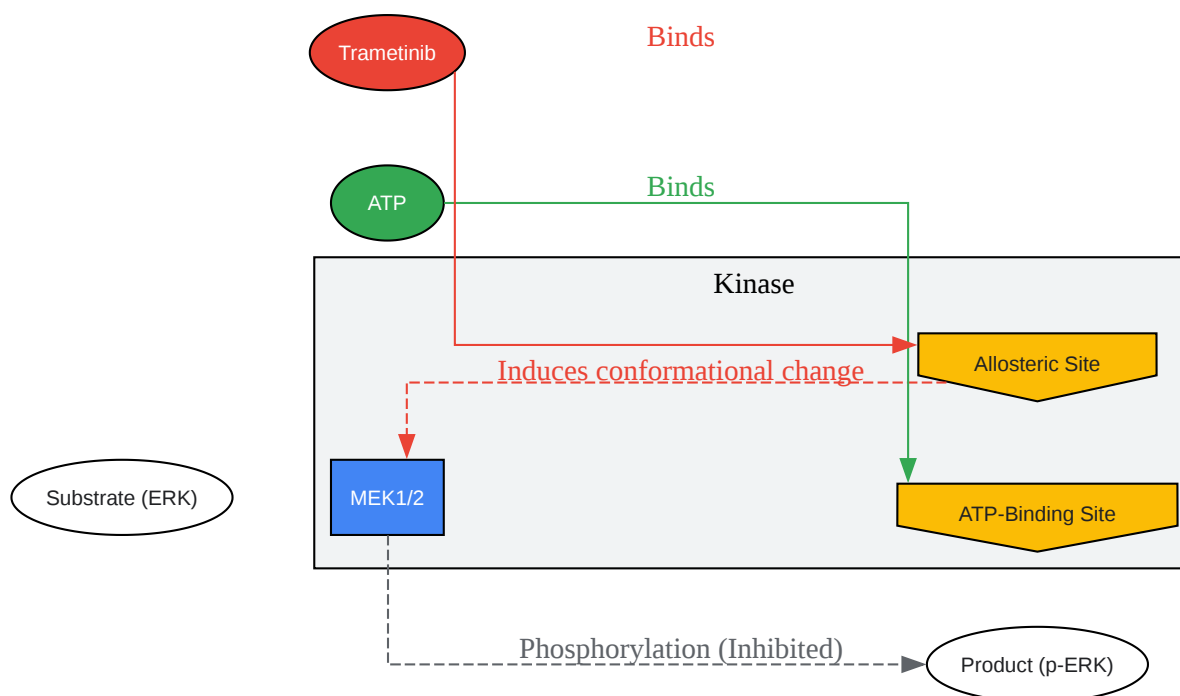 Trametinib
Binds
ATP
Binds
Kinase
Allosteric Site
Induces conformational change
Substrate (ERK)
MEK1/2
ATP-Binding Site
Phosphorylation (Inhibited)
Product (p-ERK)